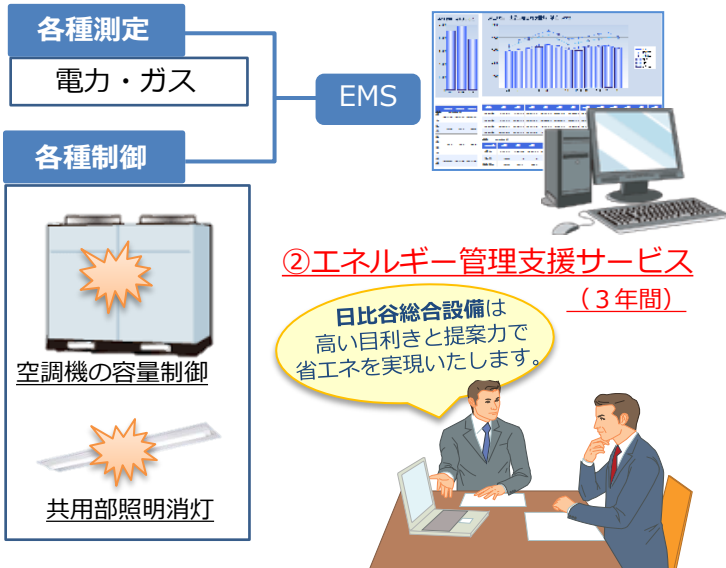 各種測定
電力・ガス
EMS
各種制御
空調機の容量制御
共用部照明消灯
②エネルギー管理支援サービス
（３年間）
日比谷総合設備は
高い目利きと提案力で
省エネを実現いたします。